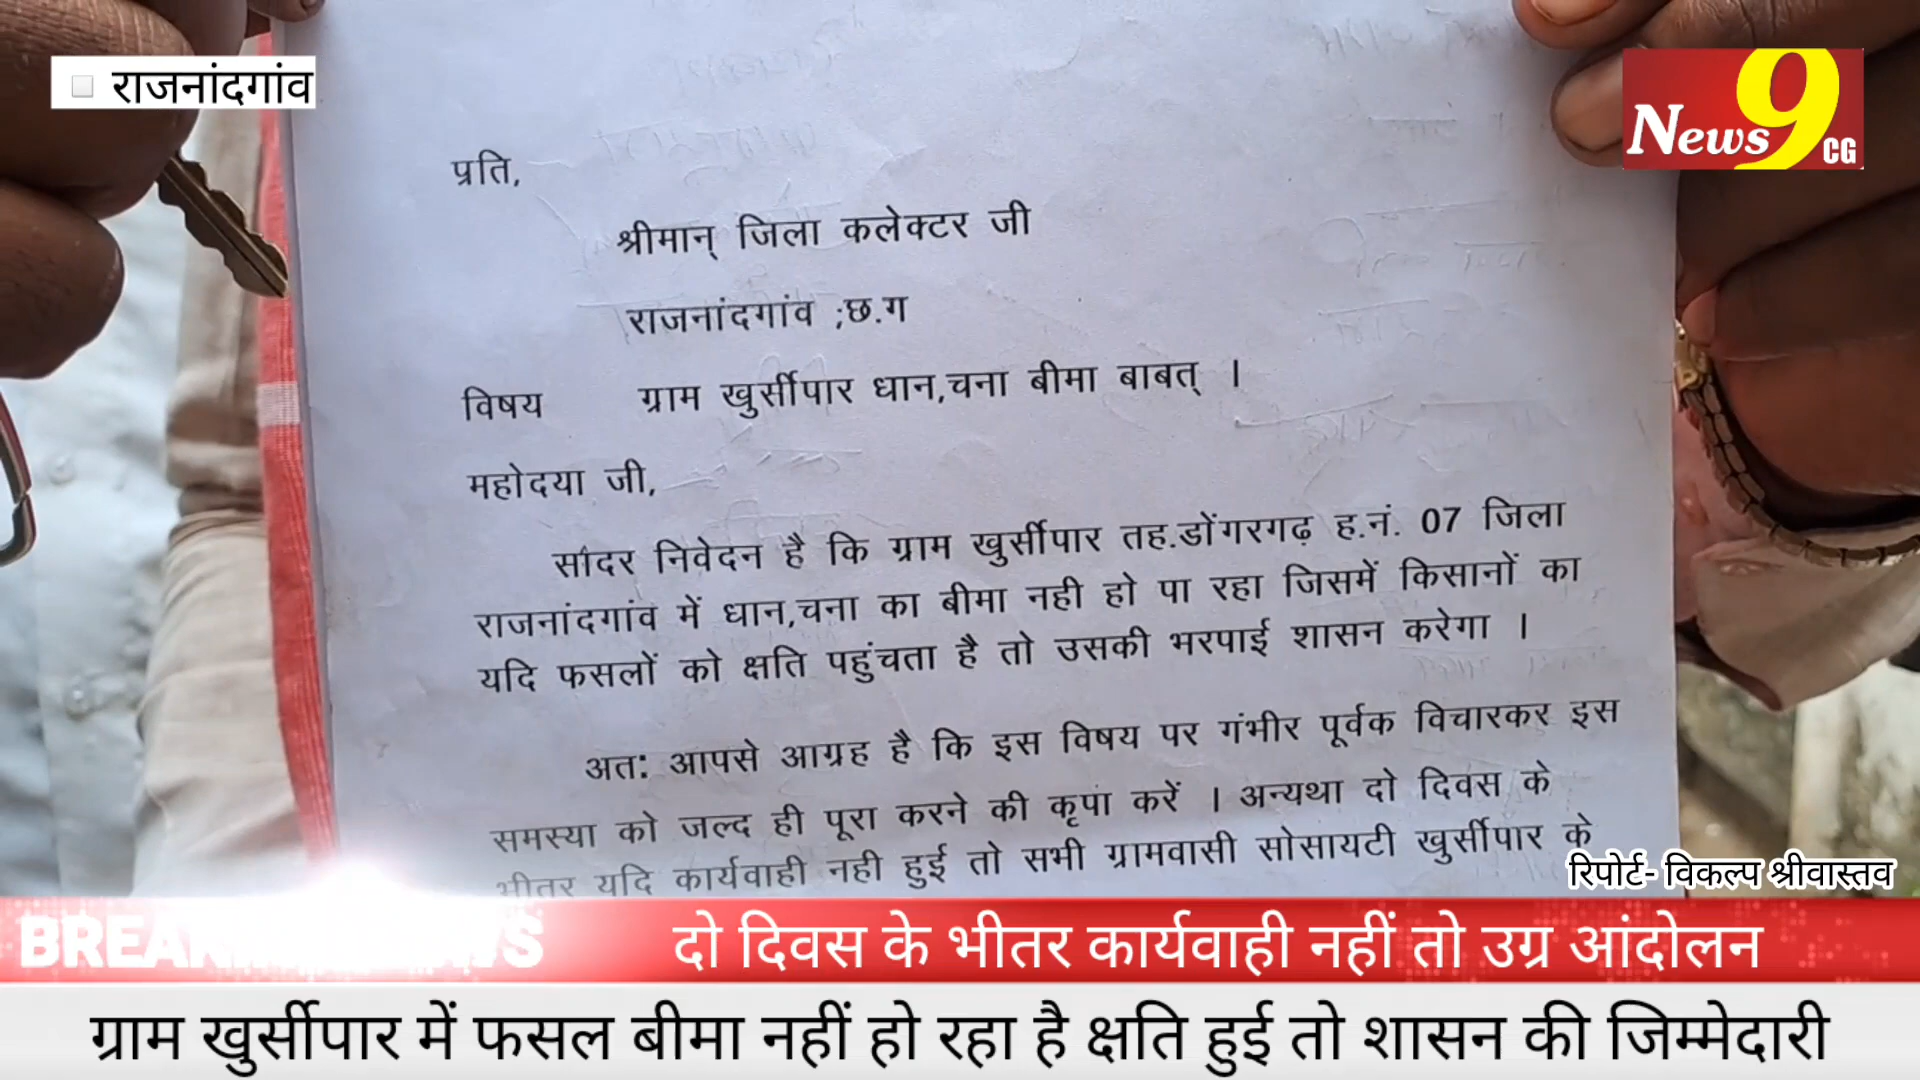 राजनांदगांव
News 9 CG
प्रति,
श्रीमान् जिला कलेक्टर जी
राजनांदगांव ;छ.ग
विषय ग्राम खुर्सीपार धान,चना बीमा बाबत् ।
महोदया जी,
सादर निवेदन है कि ग्राम खुर्सीपार तह.डोंगरगढ़ ह.नं. 07 जिला
राजनांदगांव में धान,चना का बीमा नही हो पा रहा जिसमें किसानों का
यदि फसलों को क्षति पहुंचता है तो उसकी भरपाई शासन करेगा ।
अतः आपसे आग्रह है कि इस विषय पर गंभीर पूर्वक विचारकर इस
समस्या को जल्द ही पूरा करने की कृपा करें । अन्यथा दो दिवस के
भीतर यदि कार्यवाही नही हुई तो सभी ग्रामवासी सोसायटी खुर्सीपार के
रिपोर्ट- विकल्प श्रीवास्तव
BREAKING NEWS
दो दिवस के भीतर कार्यवाही नहीं तो उग्र आंदोलन
ग्राम खुर्सीपार में फसल बीमा नहीं हो रहा है क्षति हुई तो शासन की जिम्मेदारी